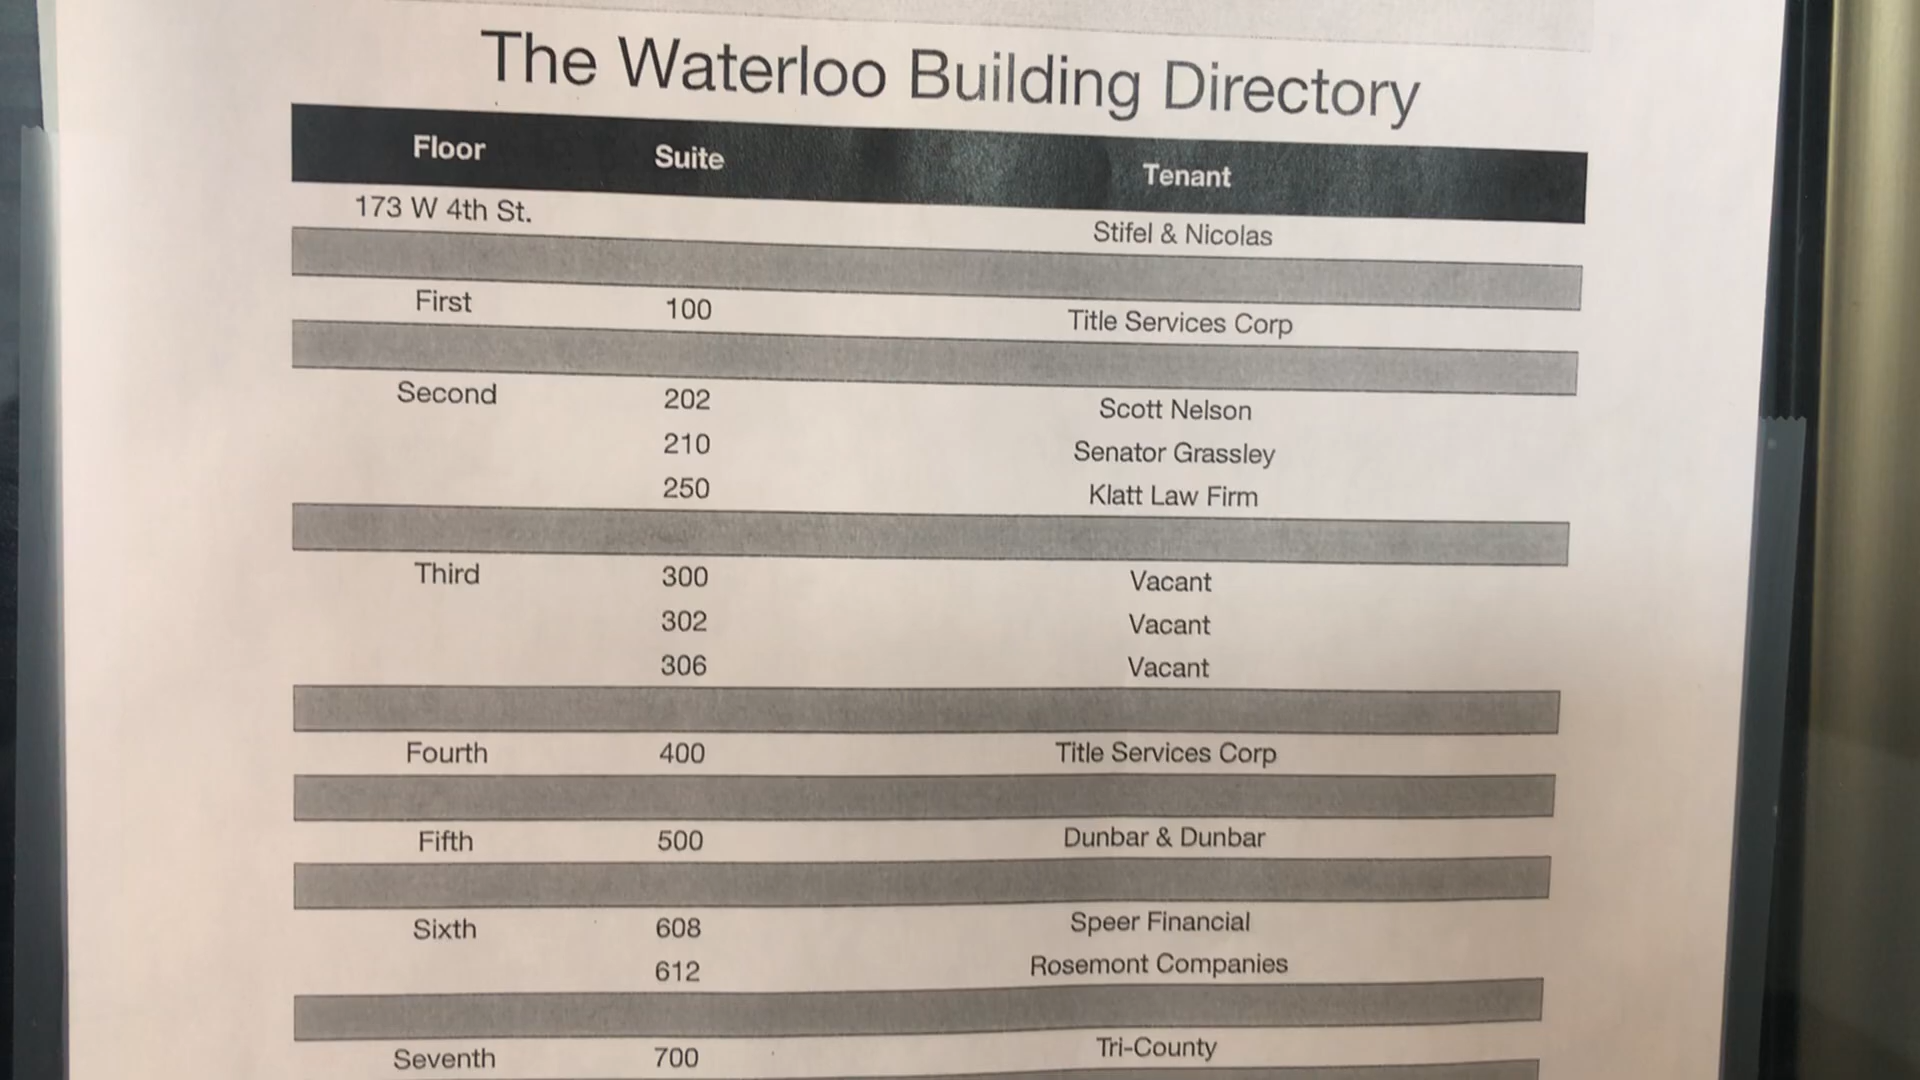 The Waterloo Building Directory
Floor Suite Tenant
173 W 4th St. Stifel & Nicolas
First 100 Title Services Corp
Second 202 Scott Nelson
210 Senator Grassley
250 Klatt Law Firm
Third 300 Vacant
302 Vacant
306 Vacant
Fourth 400 Title Services Corp
Fifth 500 Dunbar & Dunbar
Sixth 608 Speer Financial
612 Rosemont Companies
Seventh 700 Tri-County